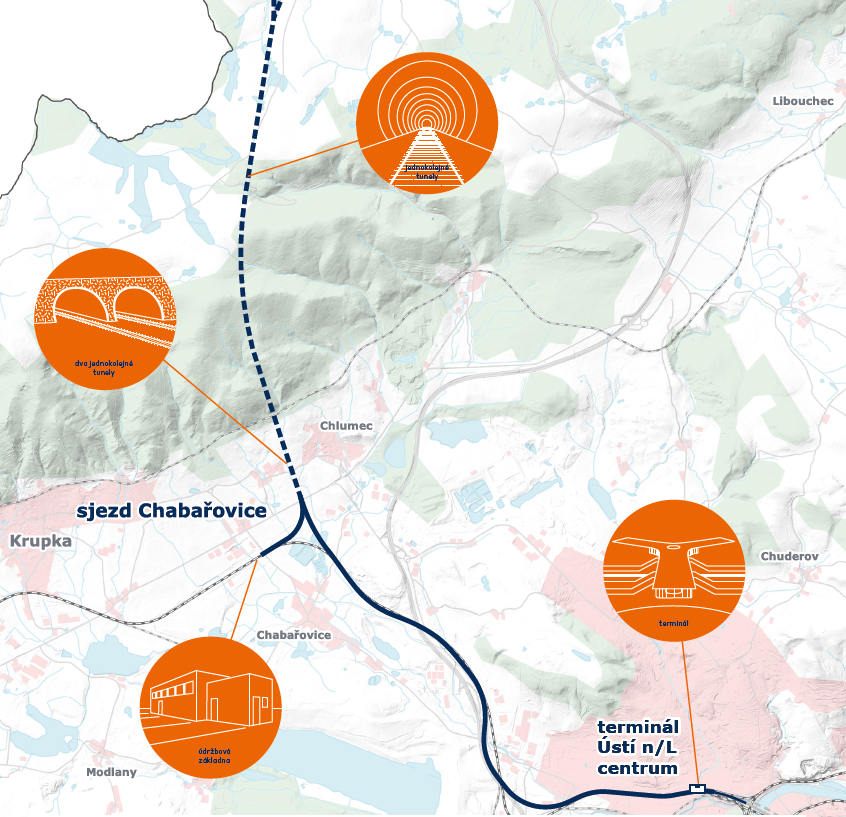 Libouchec
jednokolejné
tunely
dva jednokolejné
tunely
Chlumec
sjezd Chabařovice
Krupka
Chuderov
terminál
Chabařovice
terminál
Ústí n/L
centrum
údržbová
základna
Modlany